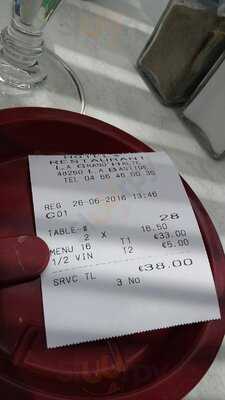 RESTAURANT
LA GRAND HALTE
48250 LA BASTIDE
TEL 04 66 46 00 35
REG 26-06-2016 13:46
C01
TABLE-# 28
2 X 16.50
MENU 16 T1 €33.00
1/2 VIN T2 €5.00
SRVC TL €38.00
3 No